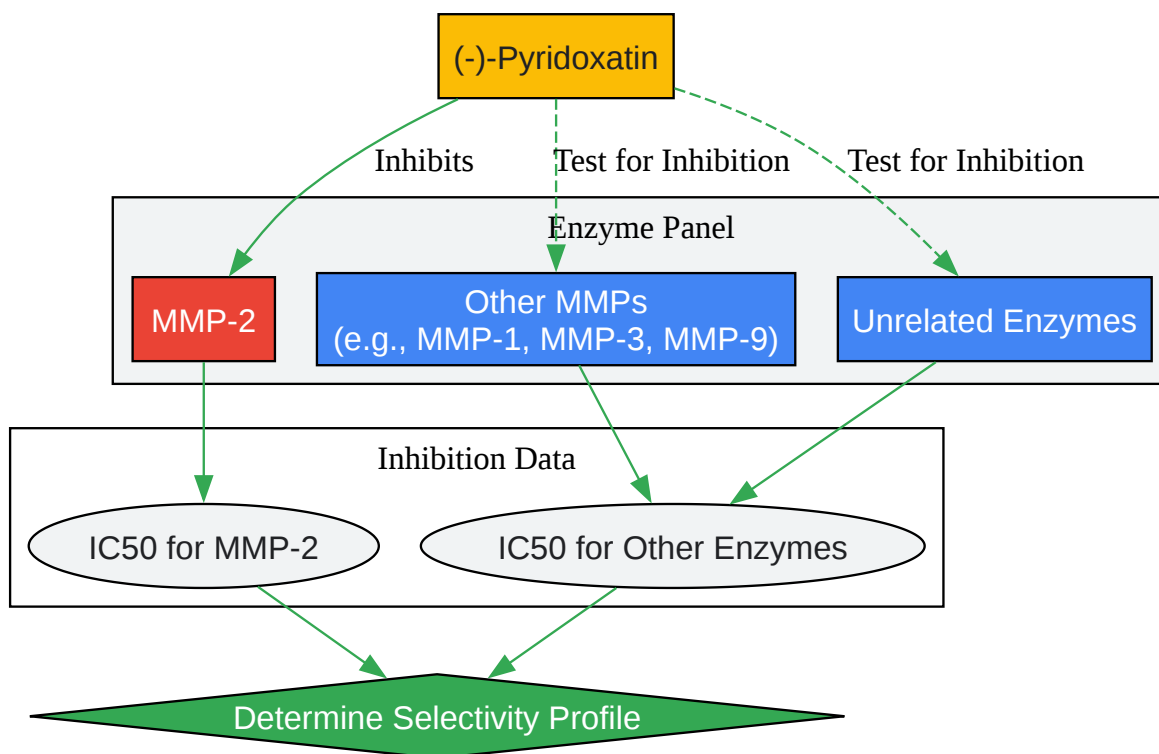 (-)-Pyridoxatin
Inhibits
Test for Inhibition
Test for Inhibition
Enzyme Panel
MMP-2
Other MMPs
(e.g., MMP-1, MMP-3, MMP-9)
Unrelated Enzymes
Inhibition Data
IC50 for MMP-2
IC50 for Other Enzymes
Determine Selectivity Profile